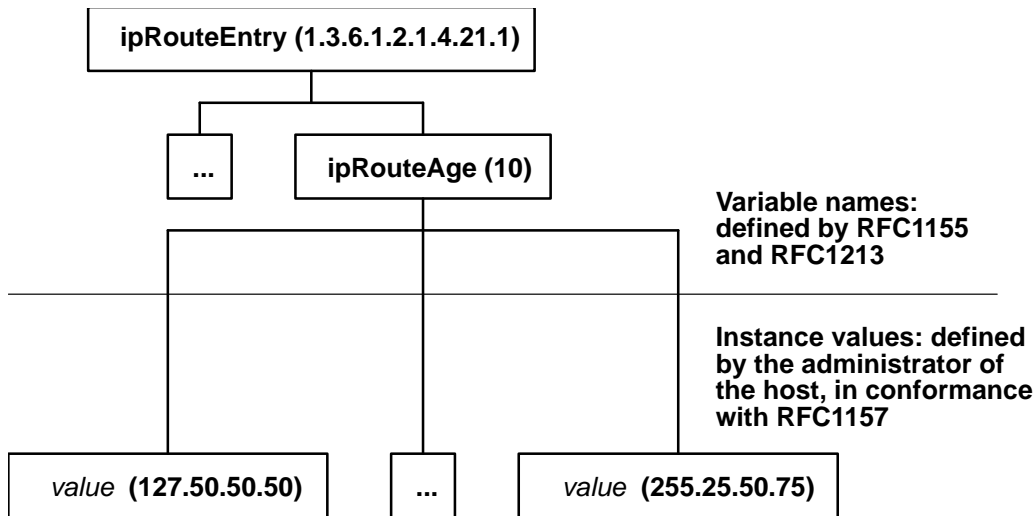 ipRouteEntry (1.3.6.1.2.1.4.21.1)
...
ipRouteAge (10)
Variable names:
defined by RFC1155
and RFC1213
Instance values: defined
by the administrator of
the host, in conformance
with RFC1157
value (127.50.50.50)
...
value (255.25.50.75)